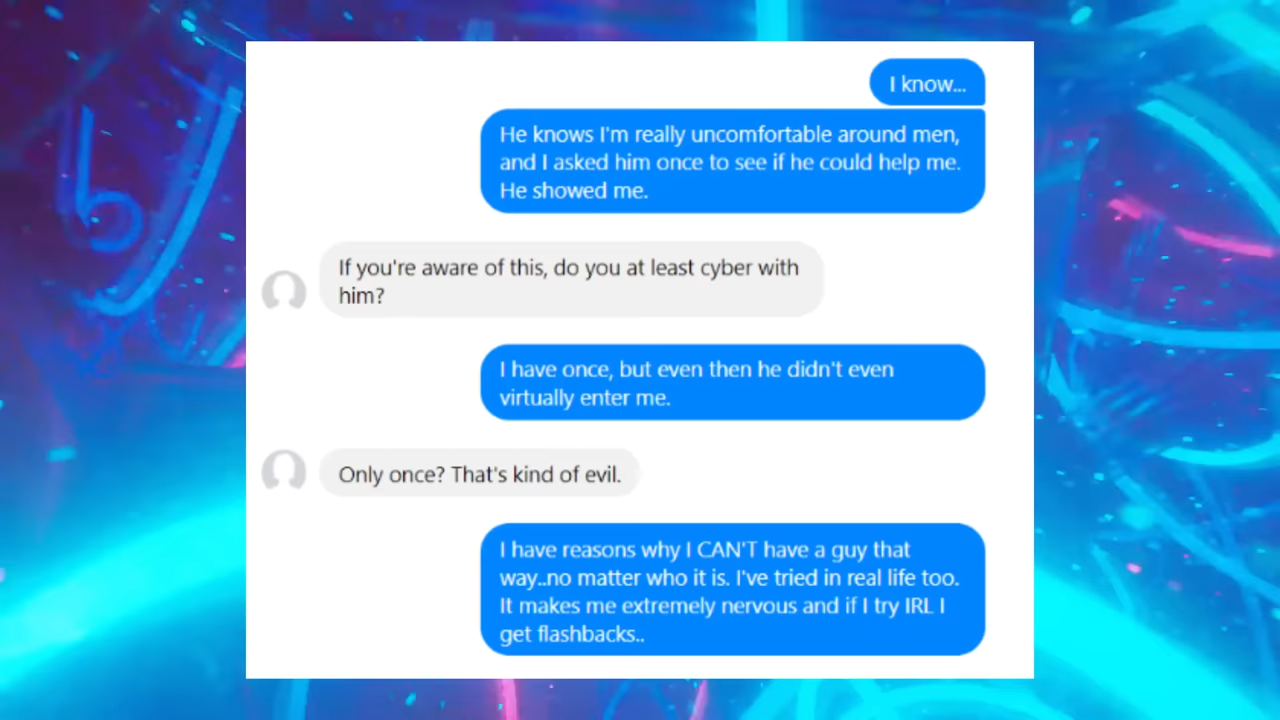 I know...
He knows I'm really uncomfortable around men,
and I asked him once to see if he could help me.
He showed me.
If you're aware of this, do you at least cyber with
him?
I have once, but even then he didn't even
virtually enter me.
Only once? That's kind of evil.
I have reasons why I CAN'T have a guy that
way..no matter who it is. I've tried in real life too.
It makes me extremely nervous and if I try IRL I
get flashbacks..